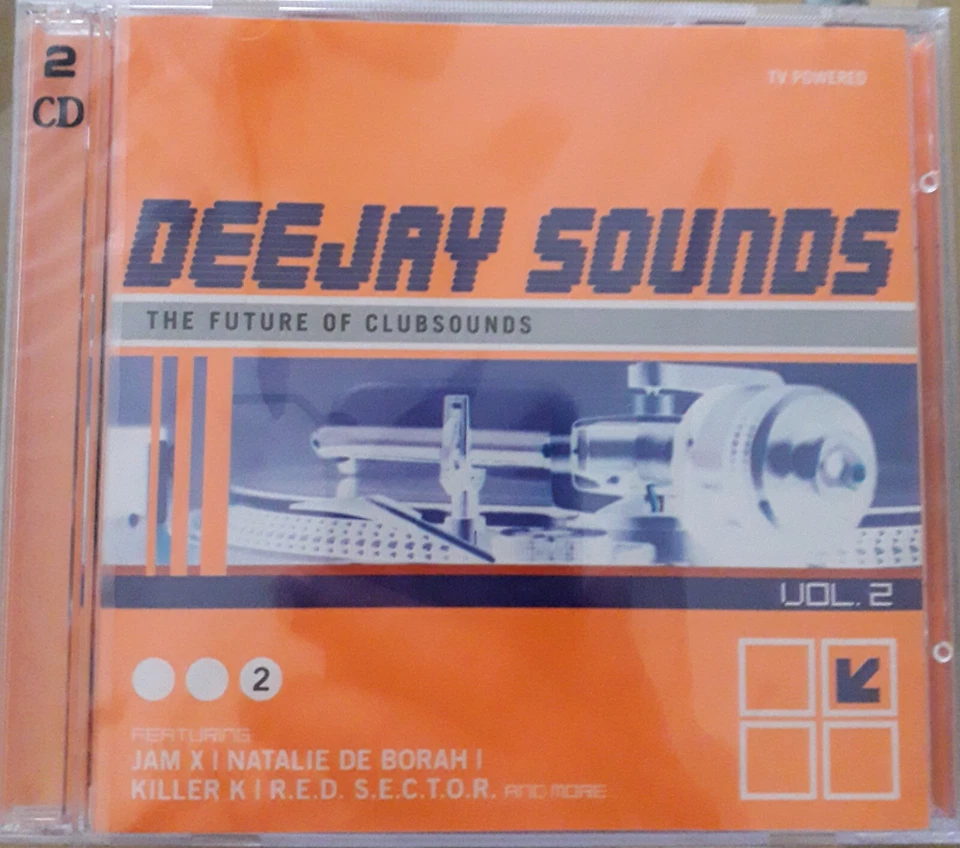 2
CD
TV POWERED
DEEJAY SOUNDS
THE FUTURE OF CLUBSOUNDS
VOL. 2
2
FEATURING
JAM X | NATALIE DE BORAH |
KILLER K | R.E.D. S.E.C.T.O.R. AND MORE